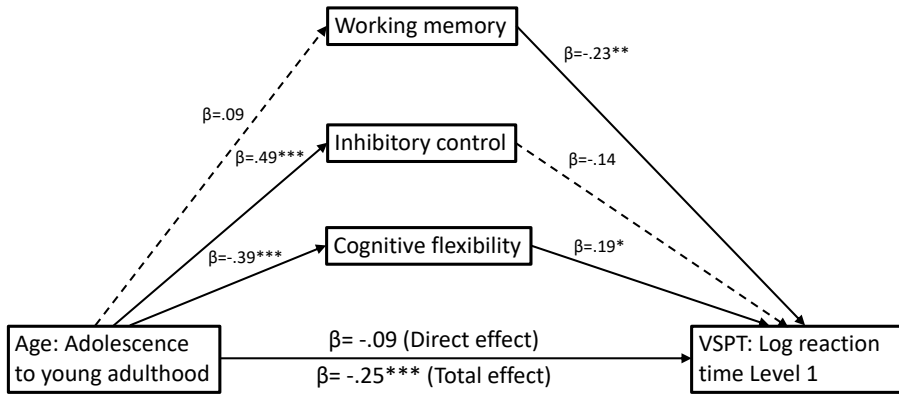 Working memory
β=-.23**
β=.09
Inhibitory control
β=.49***
β=-.14
Cognitive flexibility
β=-.39***
β=.19*
Age: Adolescence
to young adulthood
β= -.09 (Direct effect)
β= -.25*** (Total effect)
VSPT: Log reaction
time Level 1